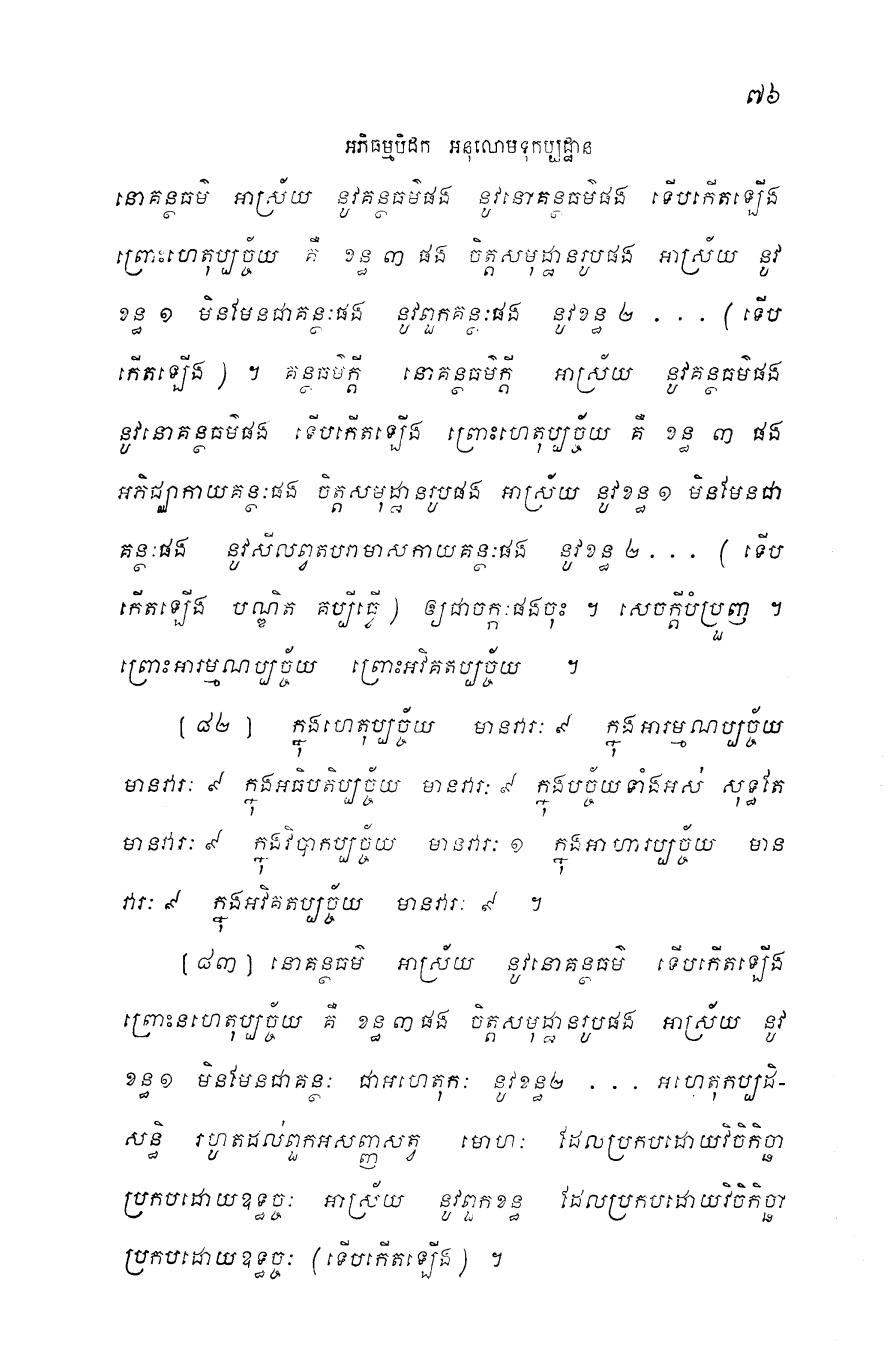 ៧៦
អភិធម្មបិដក អនុលោមទុកប្បដ្ឋាន
នោគន្ថធម៌ អាស្រ័យ នូវគន្ថធម៌ផង នូវនោគន្ថធម៌ផង ទើបកើតឡើង
ព្រោះហេតុប្បច្ច័យ គឺ ខន្ធ ៣ ផង ចិត្តសមុដ្ឋានរូបផង អាស្រ័យ នូវ
ខន្ធ ១ មិនមែនជាគន្ថៈផង នូវពួកគន្ថៈផង នូវខន្ធ ២ . . . ( ទើប
កើតឡើង ) ។ គន្ថធម៌ក្តី នោគន្ថធម៌ក្តី អាស្រ័យ នូវគន្ថធម៌ផង
នូវនោគន្ថធម៌ផង ទើបកើតឡើង ព្រោះហេតុប្បច្ច័យ គឺ ខន្ធ ៣ ផង
អភិជ្ឈាកាយគន្ថៈផង ចិត្តសមុដ្ឋានរូបផង អាស្រ័យ នូវខន្ធ ១ មិនមែនជា
គន្ថៈផង នូវសីលព្វតបរាមាសកាយគន្ថៈផង នូវខន្ធ ២ . . . ( ទើប
កើតឡើង បណ្ឌិត គប្បីធ្វើ ) ឲ្យជាចក្កៈផងចុះ ។ សេចក្តីបំប្រួញ ។
ព្រោះអារម្មណប្បច្ច័យ ព្រោះអវិគតប្បច្ច័យ ។
[ ៨២ ] ក្នុងហេតុប្បច្ច័យ មានវារៈ ៩ ក្នុងអារម្មណប្បច្ច័យ
មានវារៈ ៩ ក្នុងអធិបតិប្បច្ច័យ មានវារៈ ៩ ក្នុងបច្ច័យទាំងអស់ សុទ្ធតែ
មានវារៈ ៩ ក្នុងវិបាកប្បច្ច័យ មានវារៈ ១ ក្នុងអាហារប្បច្ច័យ មាន
វារៈ ៩ ក្នុងអវិគតប្បច្ច័យ មានវារៈ ៩ ។
[ ៨៣ ] នោគន្ថធម៌ អាស្រ័យ នូវនោគន្ថធម៌ ទើបកើតឡើង
ព្រោះនហេតុប្បច្ច័យ គឺ ខន្ធ ៣ ផង ចិត្តសមុដ្ឋានរូបផង អាស្រ័យ នូវ
ខន្ធ ១ មិនមែនជាគន្ថៈ ជាអហេតុកៈ នូវខន្ធ ២ . . . អហេតុកប្បដិ-
សន្ធិ រហូតដល់ពួកអសញ្ញសត្វ មោហៈ ដែលប្រកបដោយវិចិកិច្ឆា
ប្រកបដោយឧទ្ធច្ចៈ អាស្រ័យ នូវពួកខន្ធ ដែលប្រកបដោយវិចិកិច្ឆា
ប្រកបដោយឧទ្ធច្ចៈ ( ទើបកើតឡើង ) ។